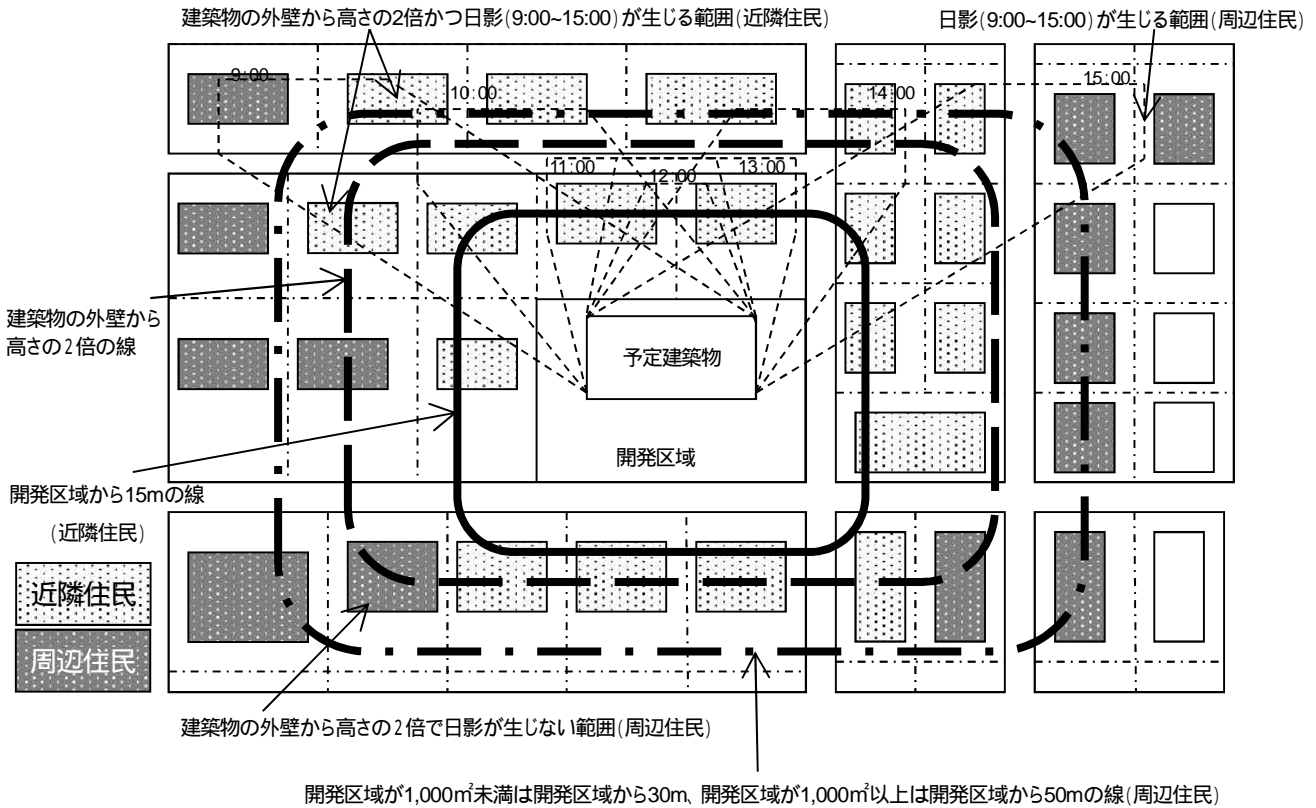 建築物の外壁から高さの2倍かつ日影(9:00~15:00)が生じる範囲(近隣住民)
日影(9:00~15:00)が生じる範囲(周辺住民)
9:00
10:00
14:00
15:00
11:00
12:00
13:00
建築物の外壁から
高さの2倍の線
予定建築物
開発区域
開発区域から15mの線
(近隣住民)
近隣住民
周辺住民
建築物の外壁から高さの2倍で日影が生じない範囲(周辺住民)
開発区域が1,000㎡未満は開発区域から30m、開発区域が1,000㎡以上は開発区域から50mの線(周辺住民)